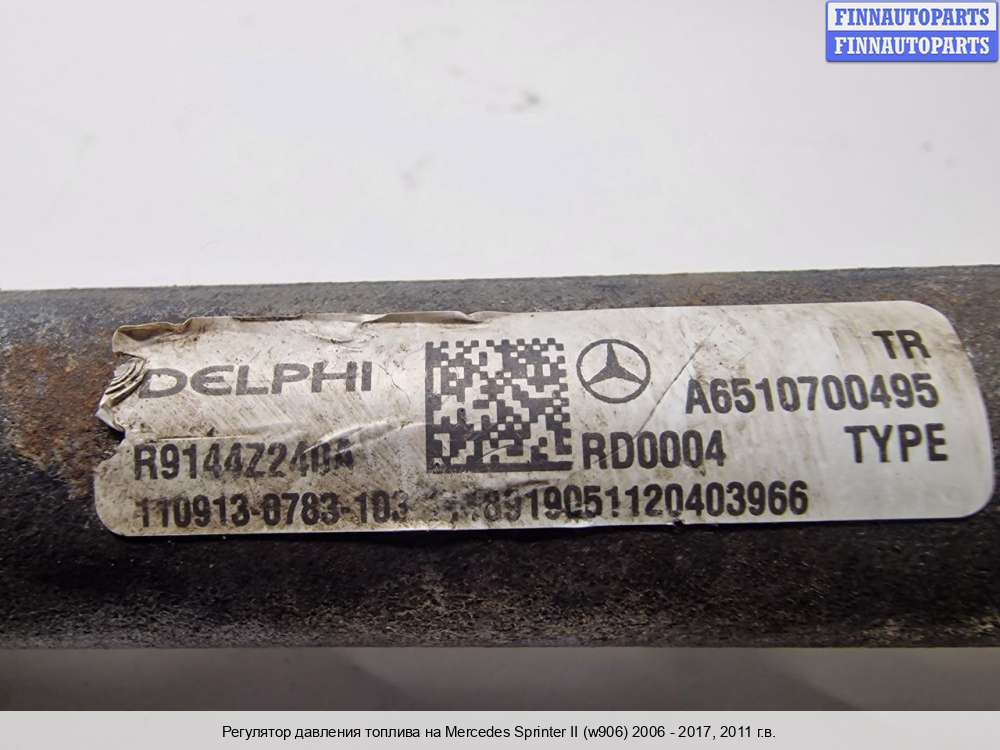 FINNAUTOPARTS
FINNAUTOPARTS
DELPHI
TR
A6510700495
R9144Z240A
RD0004
TYPE
110913-0783-103
9051120403966
Регулятор давления топлива на Mercedes Sprinter II (w906) 2006 - 2017, 2011 г.в.